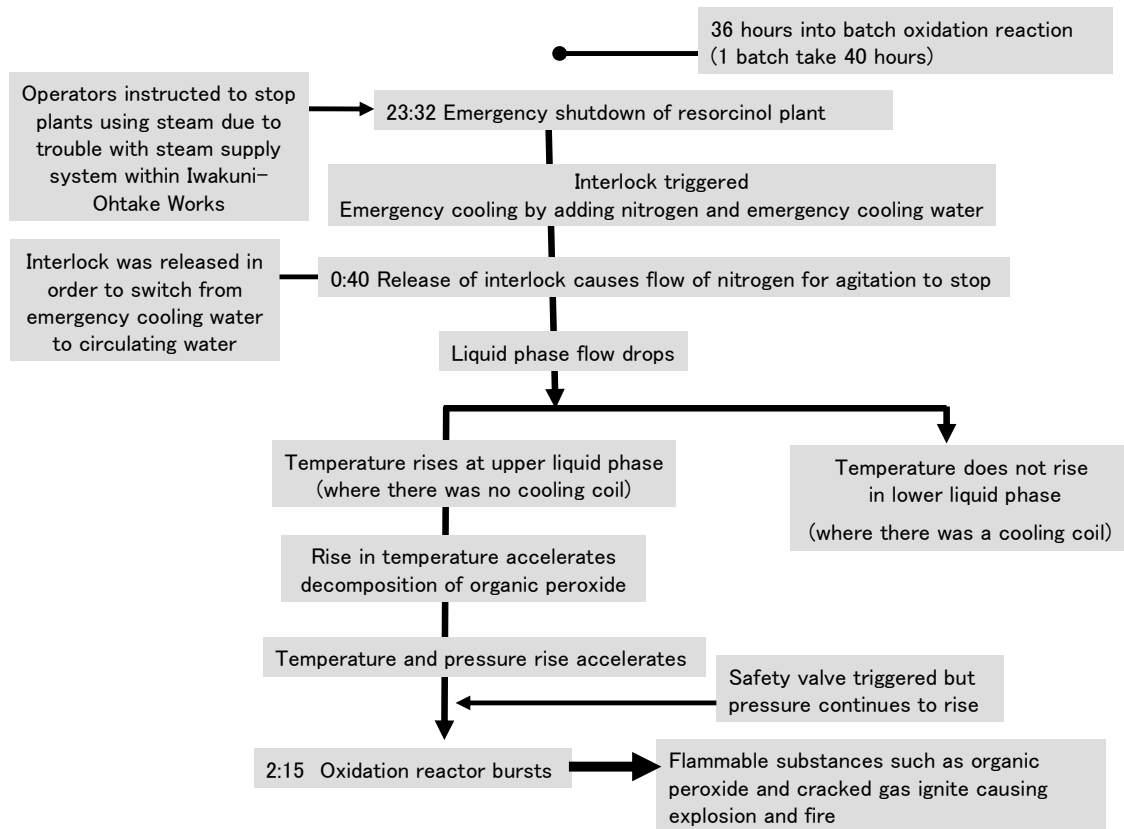 36 hours into batch oxidation reaction
(1 batch take 40 hours)
Operators instructed to stop
plants using steam due to
trouble with steam supply
system within Iwakuni-
Ohtake Works
23:32 Emergency shutdown of resorcinol plant
Interlock triggered
Emergency cooling by adding nitrogen and emergency cooling water
Interlock was released in
order to switch from
emergency cooling water
to circulating water
0:40 Release of interlock causes flow of nitrogen for agitation to stop
Liquid phase flow drops
Temperature rises at upper liquid phase
(where there was no cooling coil)
Temperature does not rise
in lower liquid phase
(where there was a cooling coil)
Rise in temperature accelerates
decomposition of organic peroxide
Temperature and pressure rise accelerates
Safety valve triggered but
pressure continues to rise
2:15 Oxidation reactor bursts
Flammable substances such as organic
peroxide and cracked gas ignite causing
explosion and fire